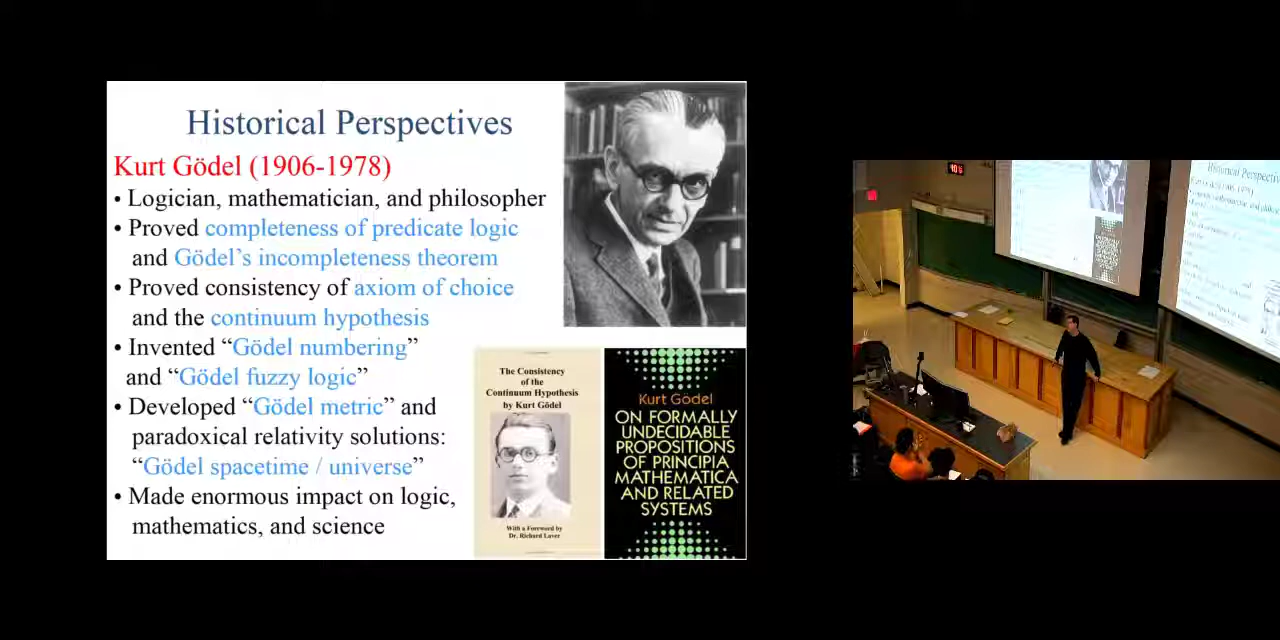 Historical Perspectives
Kurt Gödel (1906-1978)
• Logician, mathematician, and philosopher
• Proved completeness of predicate logic
and Gödel’s incompleteness theorem
• Proved consistency of axiom of choice
and the continuum hypothesis
• Invented “Gödel numbering”
and “Gödel fuzzy logic”
• Developed “Gödel metric” and
paradoxical relativity solutions:
“Gödel spacetime / universe”
• Made enormous impact on logic,
mathematics, and science
The Consistency
of the
Continuum Hypothesis
by Kurt Gödel
With a Foreword by
Dr. Richard Laver
Kurt Gödel
ON FORMALLY
UNDECIDABLE
PROPOSITIONS
OF PRINCIPIA
MATHEMATICA
AND RELATED
SYSTEMS
Historical Perspectiv